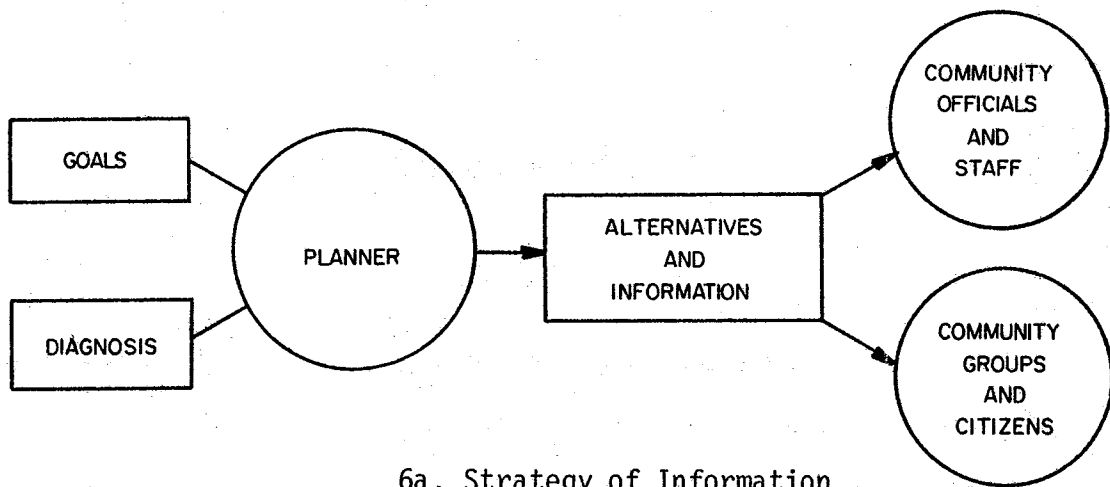 GOALS
DIAGNOSIS
PLANNER
ALTERNATIVES
AND
INFORMATION
COMMUNITY
OFFICIALS
AND
STAFF
COMMUNITY
GROUPS
AND
CITIZENS
6a. Strategy of Information